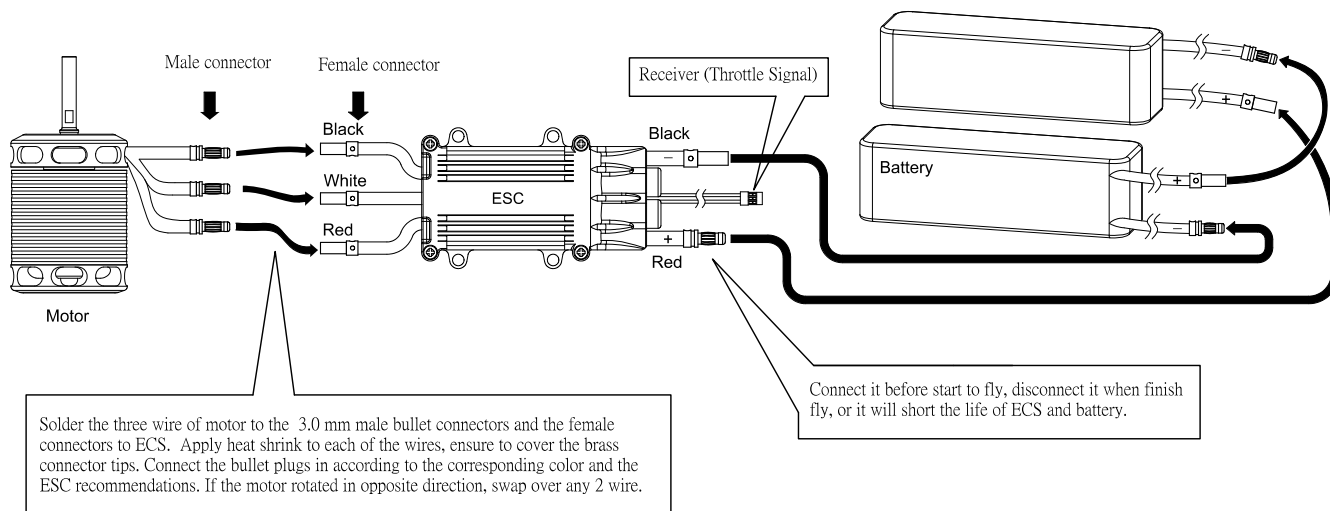 Male connector
Female connector
Receiver (Throttle Signal)
Black
White
Red
ESC
Black
−
+
Red
−
+
Battery
+
−
Motor
Solder the three wire of motor to the 3.0 mm male bullet connectors and the female
connectors to ECS. Apply heat shrink to each of the wires, ensure to cover the brass
connector tips. Connect the bullet plugs in according to the corresponding color and the
ESC recommendations. If the motor rotated in opposite direction, swap over any 2 wire.
Connect it before start to fly, disconnect it when finish
fly, or it will short the life of ECS and battery.